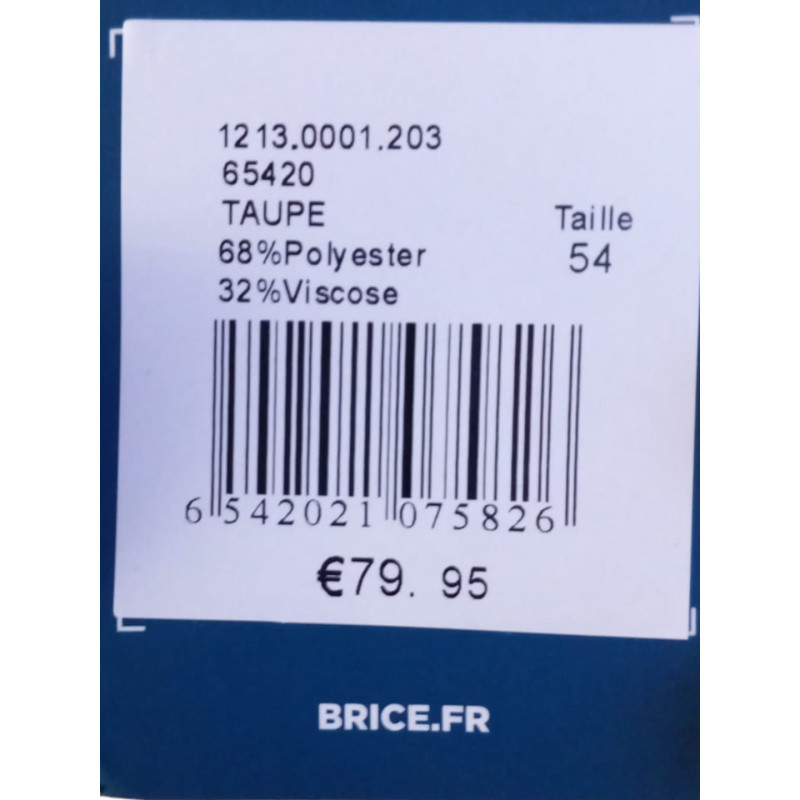 1213.0001.203
65420
TAUPE
68%Polyester
32%Viscose
Taille
54
6 542021 075826
€79. 95
BRICE.FR